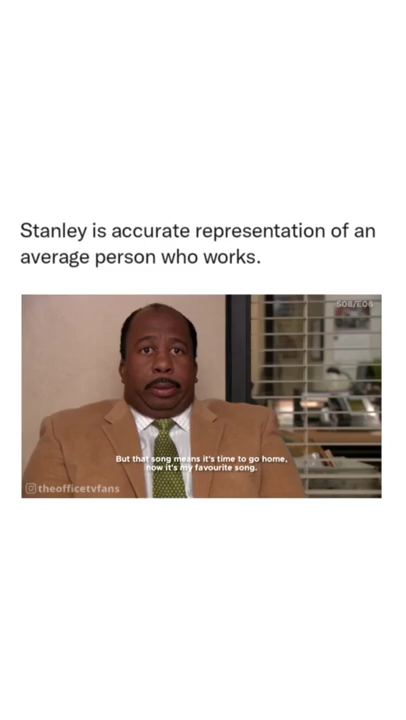 Stanley is accurate representation of an
average person who works.
S08/E06
But that song means it's time to go home,
now it's my favourite song.
theofficetvfans